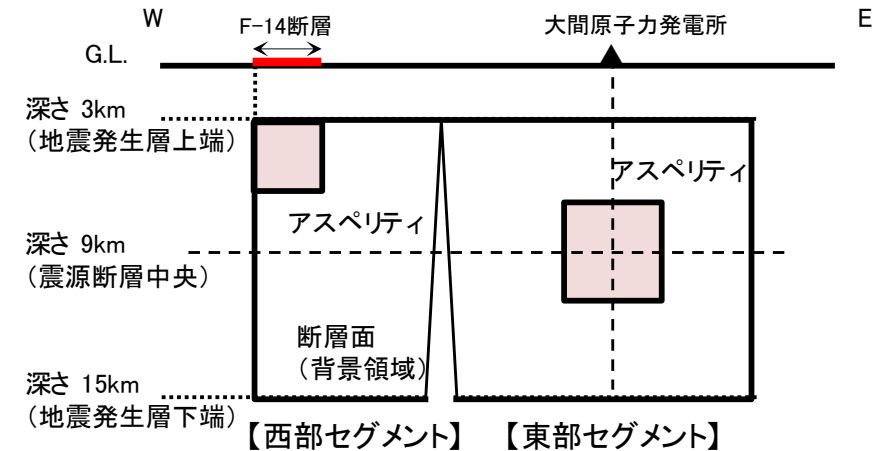 W
E
F-14断層
大間原子力発電所
G.L.
深さ 3km
（地震発生層上端）
アスペリティ
アスペリティ
深さ 9km
（震源断層中央）
断層面
（背景領域）
深さ 15km
（地震発生層下端）
【西部セグメント】
【東部セグメント】